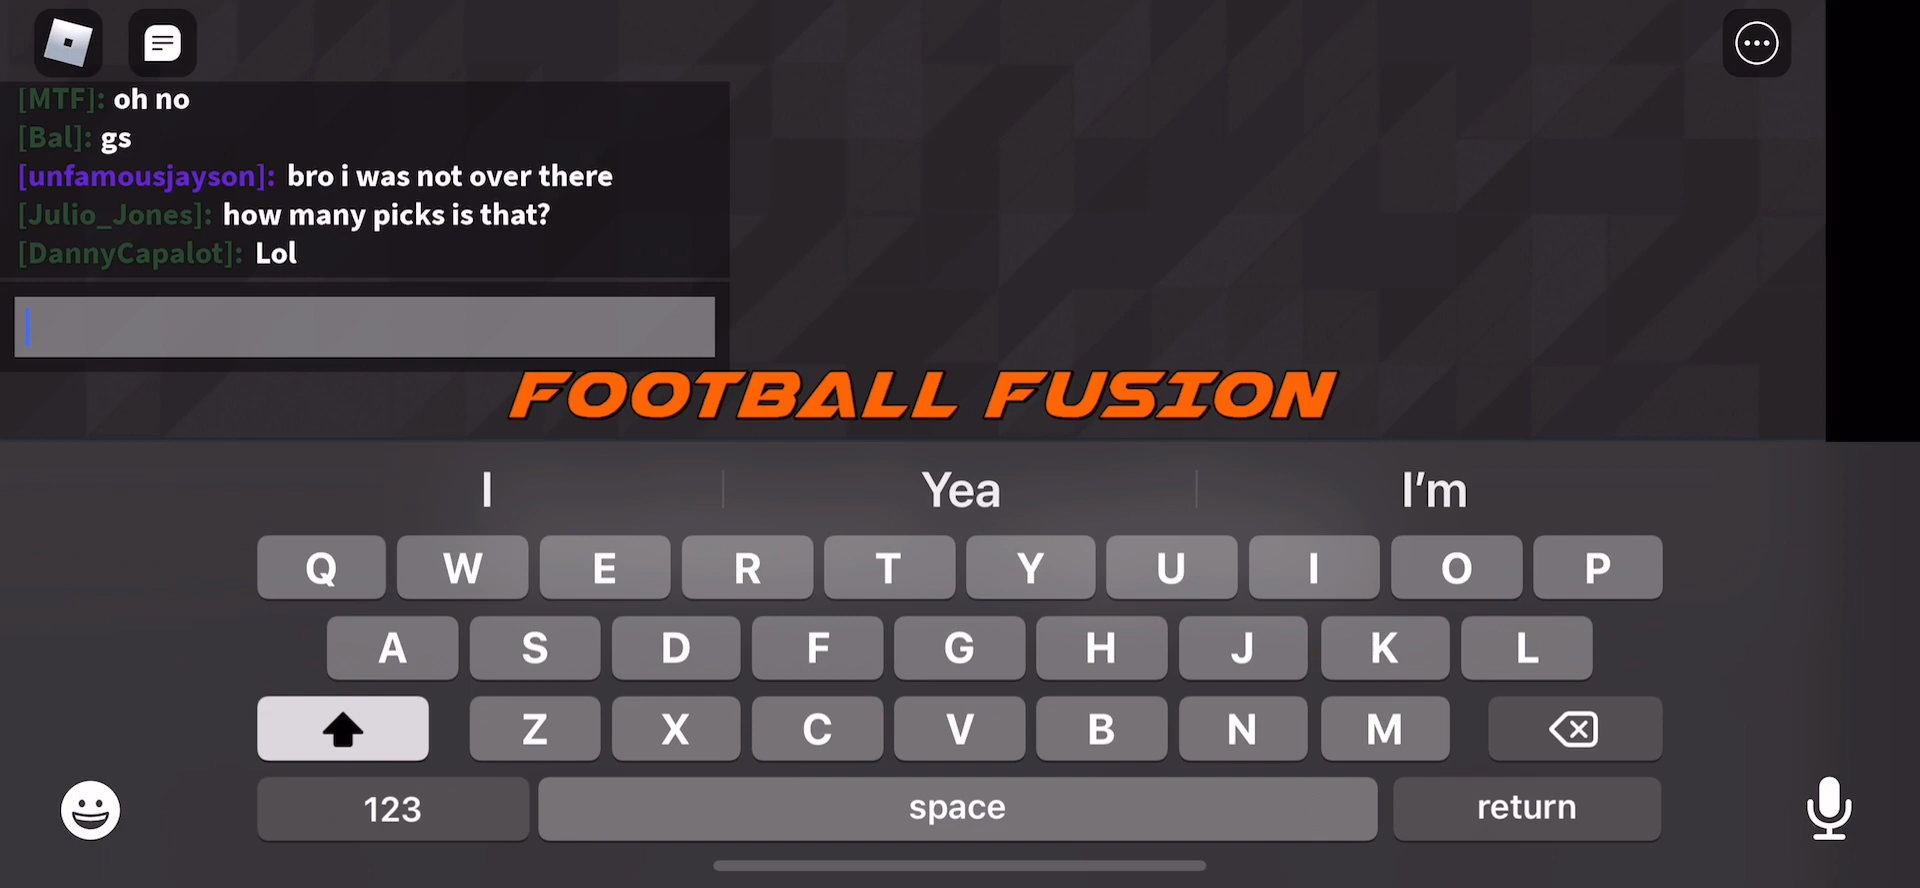 [MTF]: oh no
[Bal]: gs
[unfamousjayson]: bro i was not over there
[Julio_Jones]: how many picks is that?
[DannyCapalot]: Lol
FOOTBALL FUSION
I Yea I’m
Q W E R T Y U I O P
A S D F G H J K L
Z X C V B N M
123 space return